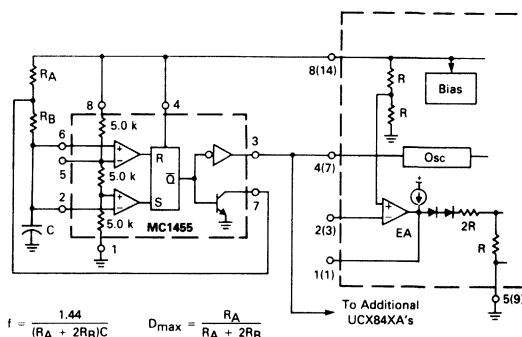 RA
8(14)
R
Bias
RB
8
4
R
6
5.0 k
R
3
4(7)
Osc
5
5.0 k
Q
2
S
7
5.0 k
2(3)
EA
2R
C
1
MC1455
R
1(1)
To Additional
UCX84XA's
5(9)
f = 1.44 / (RA + 2RB)C
Dmax = RA / RA + 2RB